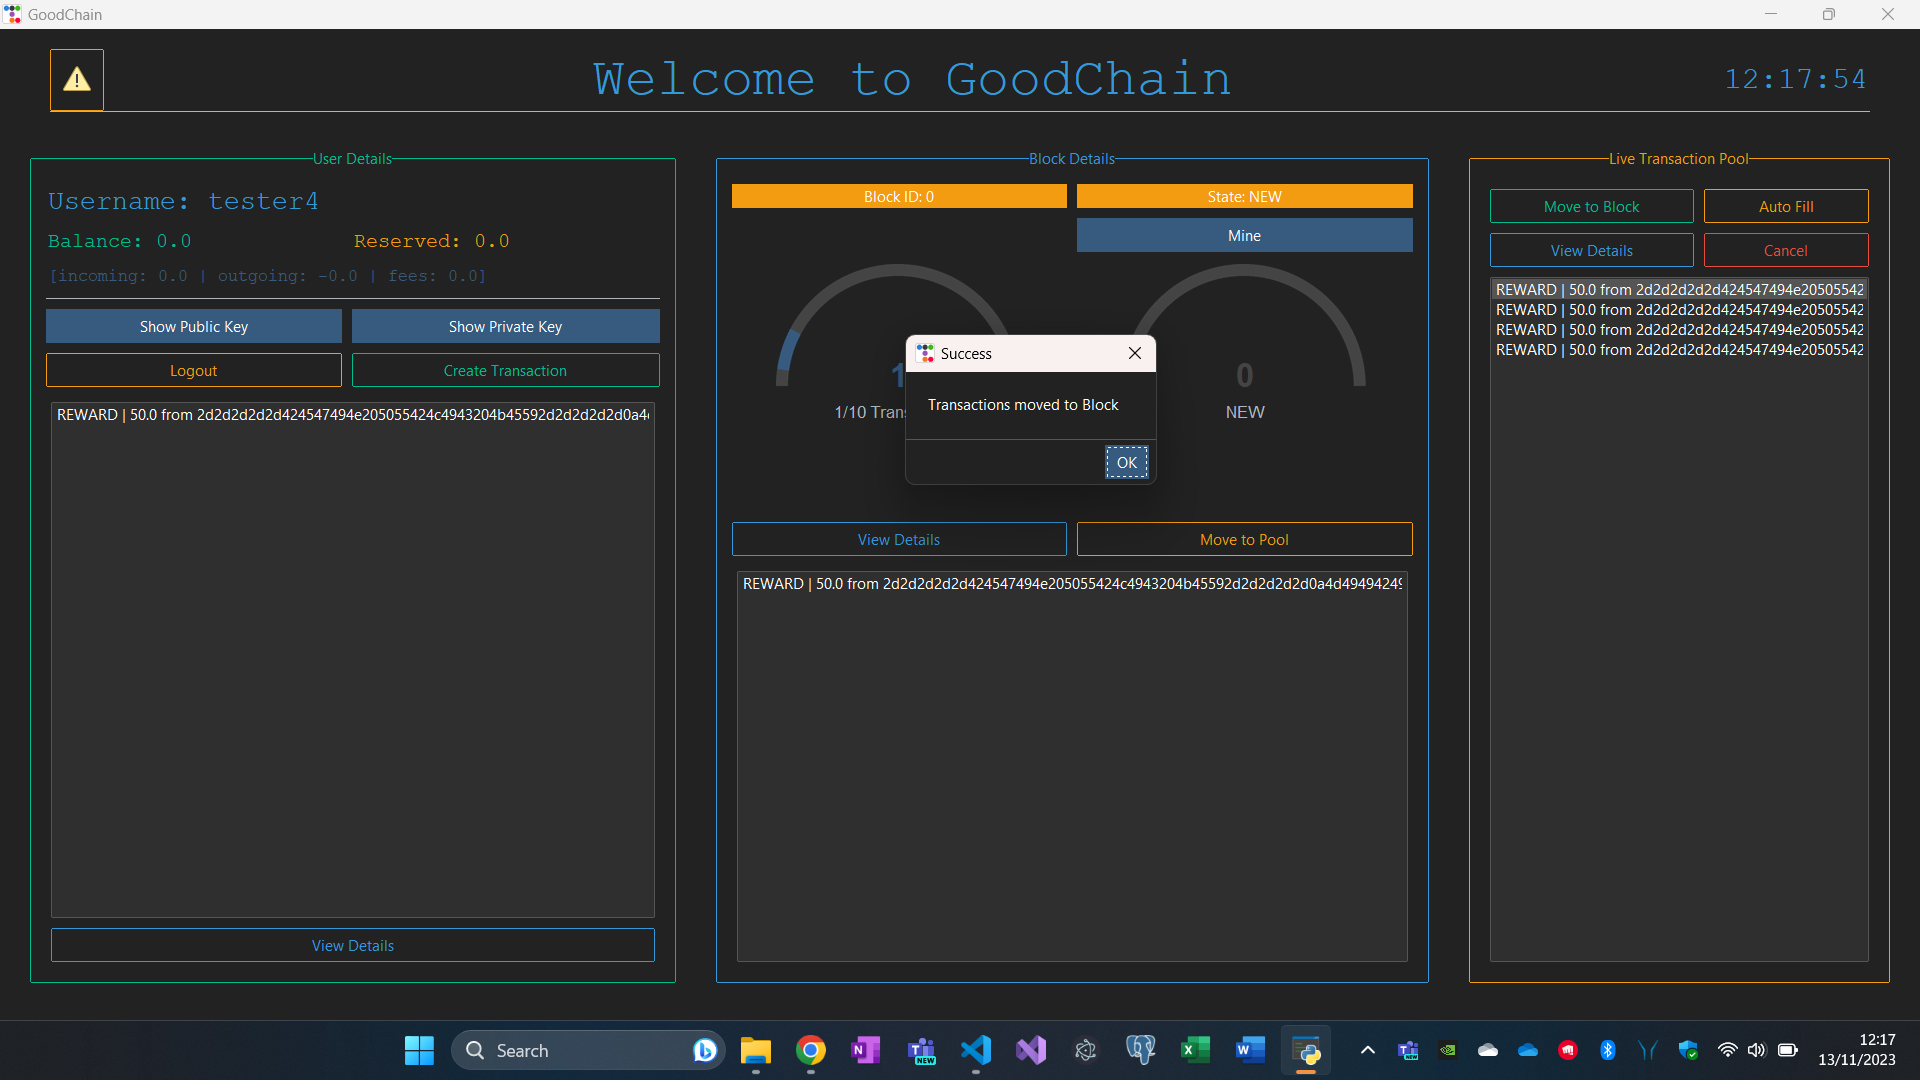 GoodChain
Welcome to GoodChain
12:17:54
User Details
Username: tester4
Balance: 0.0
Reserved: 0.0
[incoming: 0.0 | outgoing: -0.0 | fees: 0.0]
Show Public Key
Show Private Key
Logout
Create Transaction
REWARD | 50.0 from 2d2d2d2d2d424547494e205055424c4943204b45592d2d2d2d2d0a4
View Details
Block Details
Block ID: 0
State: NEW
Mine
1
1/10 Tran
0
NEW
Success
Transactions moved to Block
OK
View Details
Move to Pool
REWARD | 50.0 from 2d2d2d2d2d424547494e205055424c4943204b45592d2d2d2d2d0a4d49494249
Live Transaction Pool
Move to Block
Auto Fill
View Details
Cancel
REWARD | 50.0 from 2d2d2d2d2d424547494e20505542
REWARD | 50.0 from 2d2d2d2d2d424547494e20505542
REWARD | 50.0 from 2d2d2d2d2d424547494e20505542
REWARD | 50.0 from 2d2d2d2d2d424547494e20505542
Search
NEW
12:17
13/11/2023